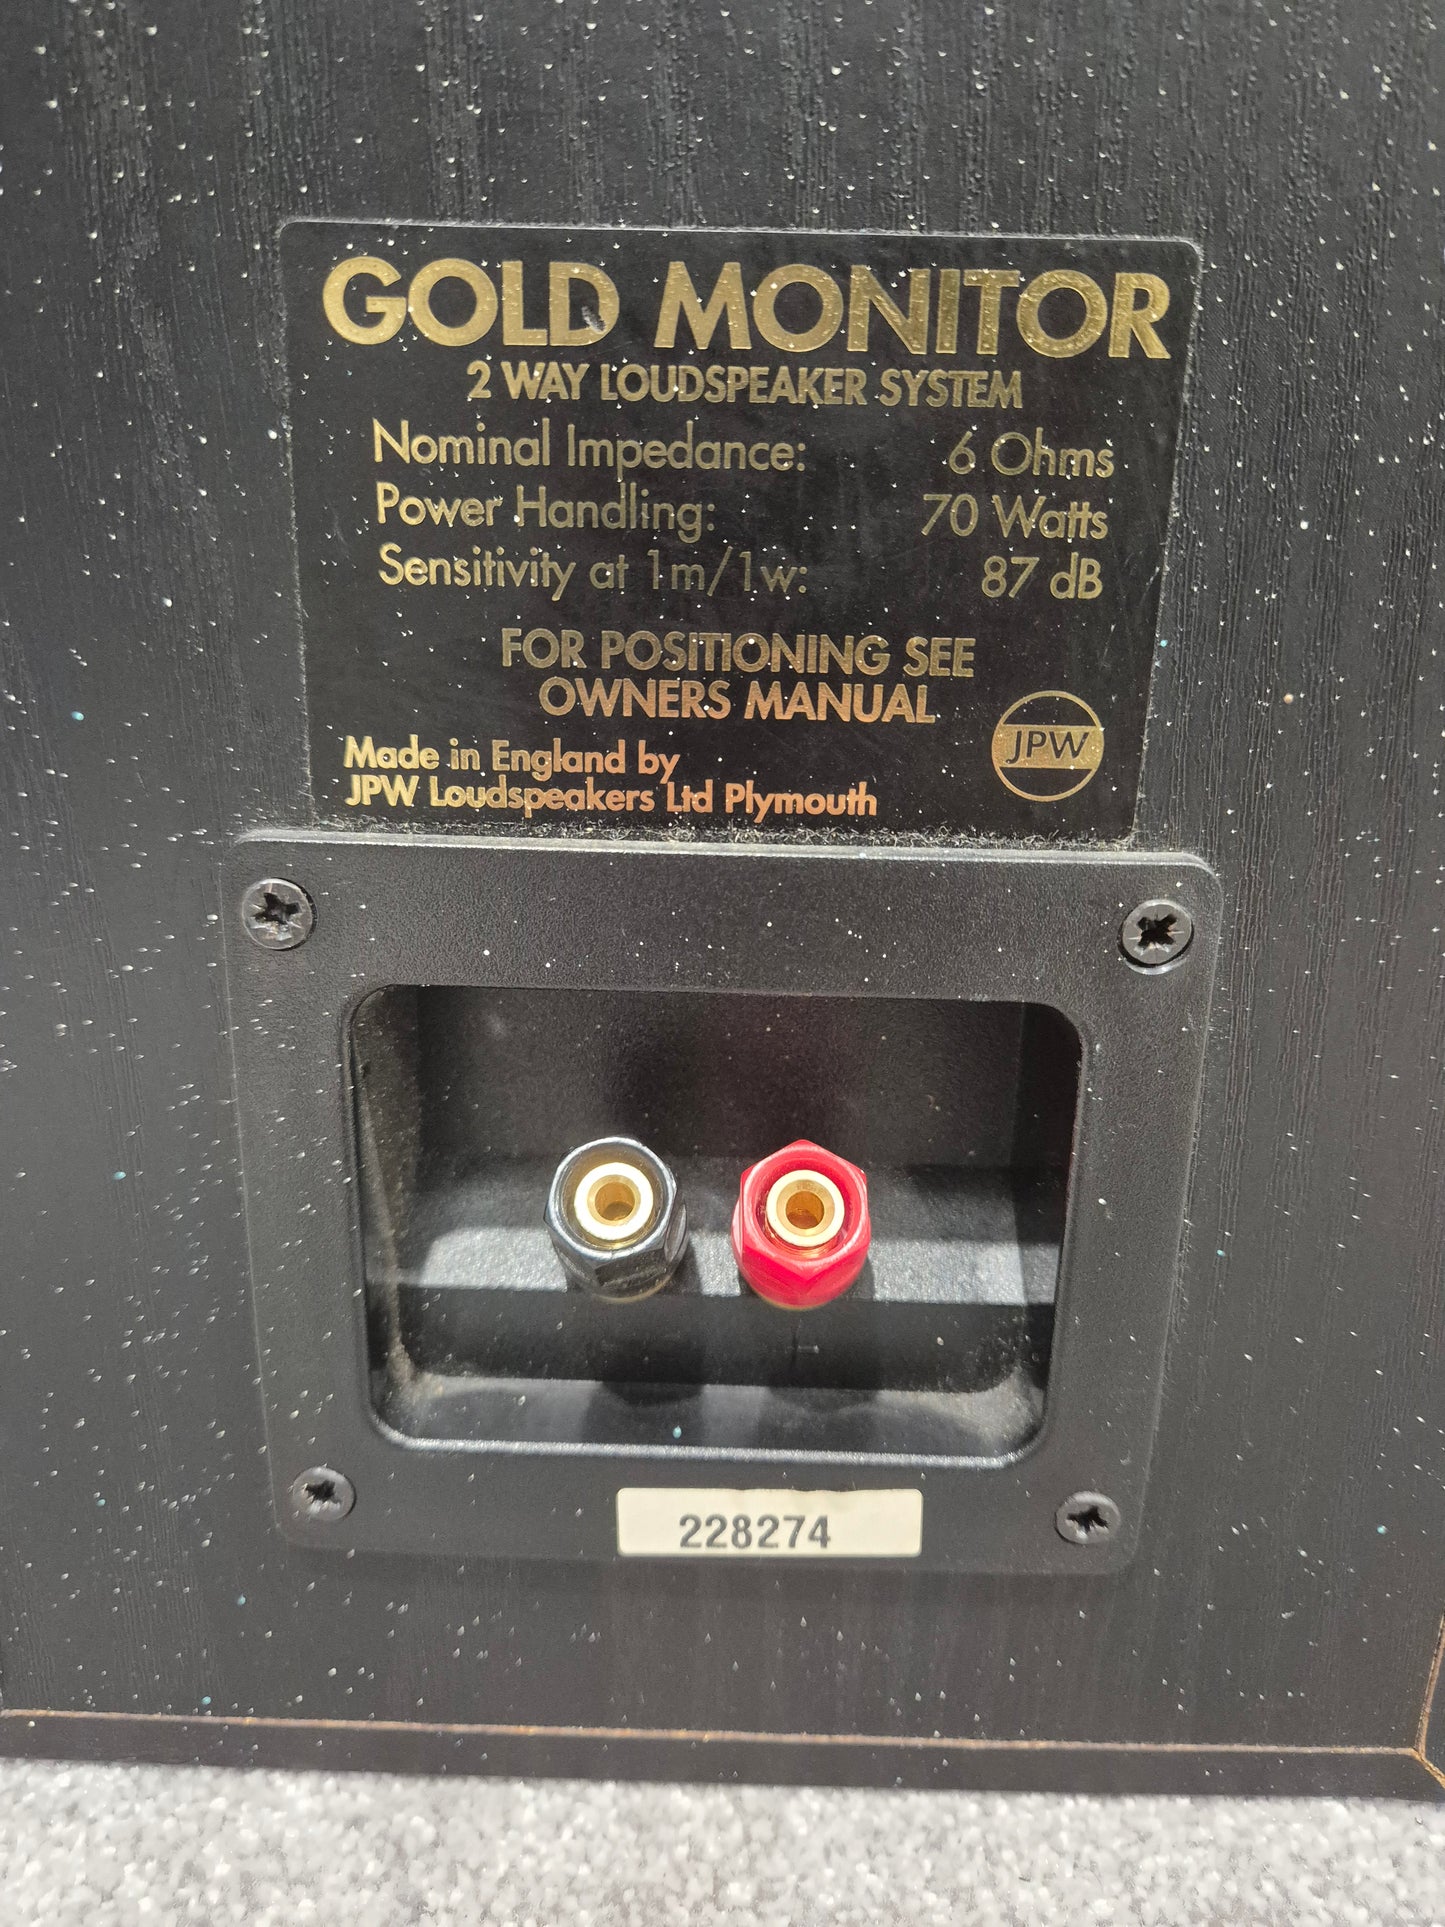 GOLD MONITOR
2 WAY LOUDSPEAKER SYSTEM
Nominal Impedance: 6 Ohms
Power Handling: 70 Watts
Sensitivity at 1m/1w: 87 dB
FOR POSITIONING SEE
OWNERS MANUAL
JPW
Made in England by
JPW Loudspeakers Ltd Plymouth
228274